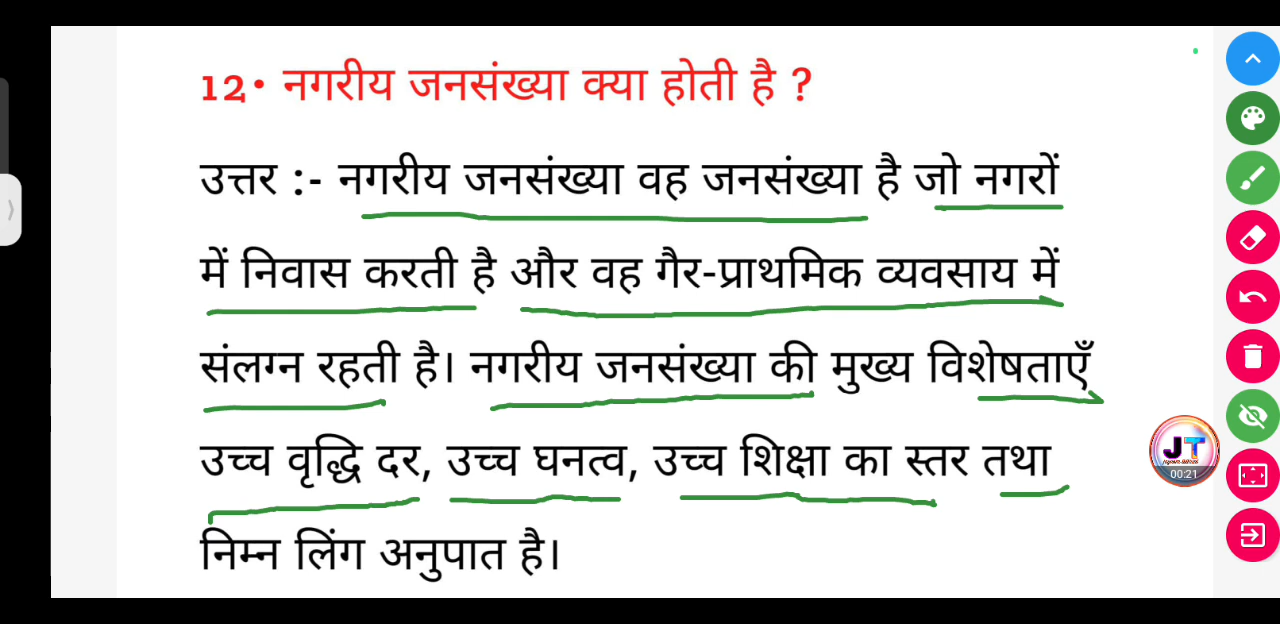 12• नगरीय जनसंख्या क्या होती है ?
उत्तर :- नगरीय जनसंख्या वह जनसंख्या है जो नगरों
में निवास करती है और वह गैर-प्राथमिक व्यवसाय में
संलग्न रहती है। नगरीय जनसंख्या की मुख्य विशेषताएँ
उच्च वृद्धि दर, उच्च घनत्व, उच्च शिक्षा का स्तर तथा
निम्न लिंग अनुपात है।
JT
00:21